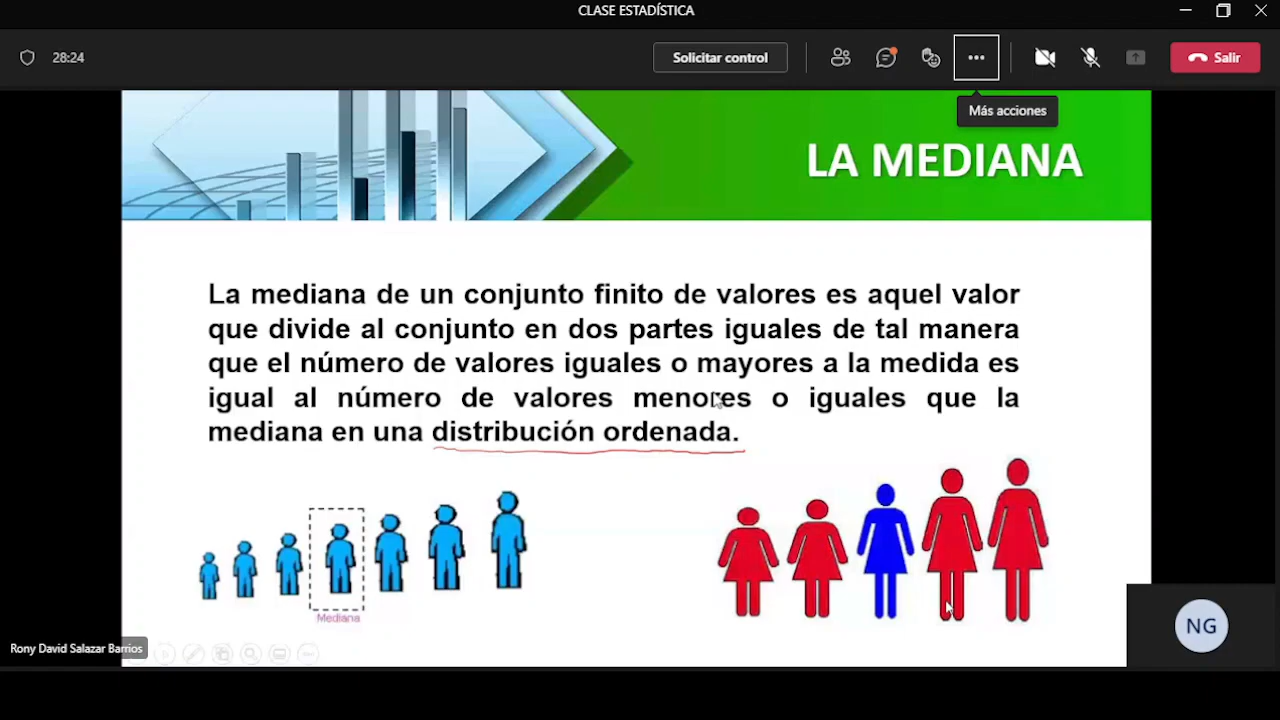 CLASE ESTADÍSTICA
28:24
Solicitar control
Salir
Más acciones
LA MEDIANA
La mediana de un conjunto finito de valores es aquel valor
que divide al conjunto en dos partes iguales de tal manera
que el número de valores iguales o mayores a la medida es
igual al número de valores menores o iguales que la
mediana en una distribución ordenada.
Mediana
NG
Rony David Salazar Barrios